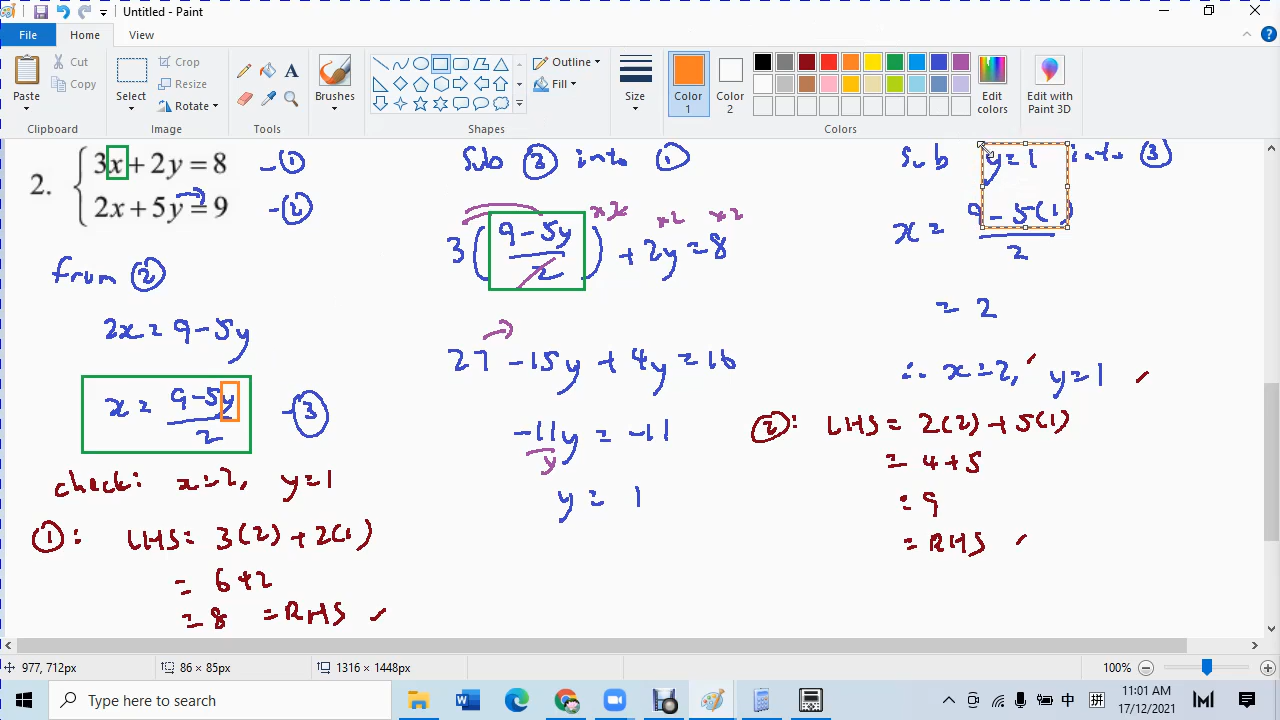 Untitled - Paint
File Home View
Paste Cut Copy Clipboard
Select Crop Resize Rotate Image
Tools
Brushes
Outline Fill Shapes
Size
Color 1 Color 2 Edit colors Colors
Edit with Paint 3D
2. 3x + 2y = 8 -①
2x + 5y = 9 -②
from ②
2x = 9 - 5y
x = (9-5y)/2 -③
check: x=2, y=1
①: LHS = 3(2) + 2(1)
= 6+2
= 8 = RHS ✓
Sub ③ into ①
×2 ×2 ×2
3((9-5y)/2) + 2y = 8
27 - 15y + 4y = 16
-11y = -11
y = 1
Sub y=1 into ③
x = (9-5(1))/2
= 2
∴ x=2, y=1
②: LHS = 2(2) + 5(1)
= 4+5
= 9
= RHS ✓
977, 712px 86 × 85px 1316 × 1448px 100%
Type here to search
中 拼 11:01 AM
17/12/2021